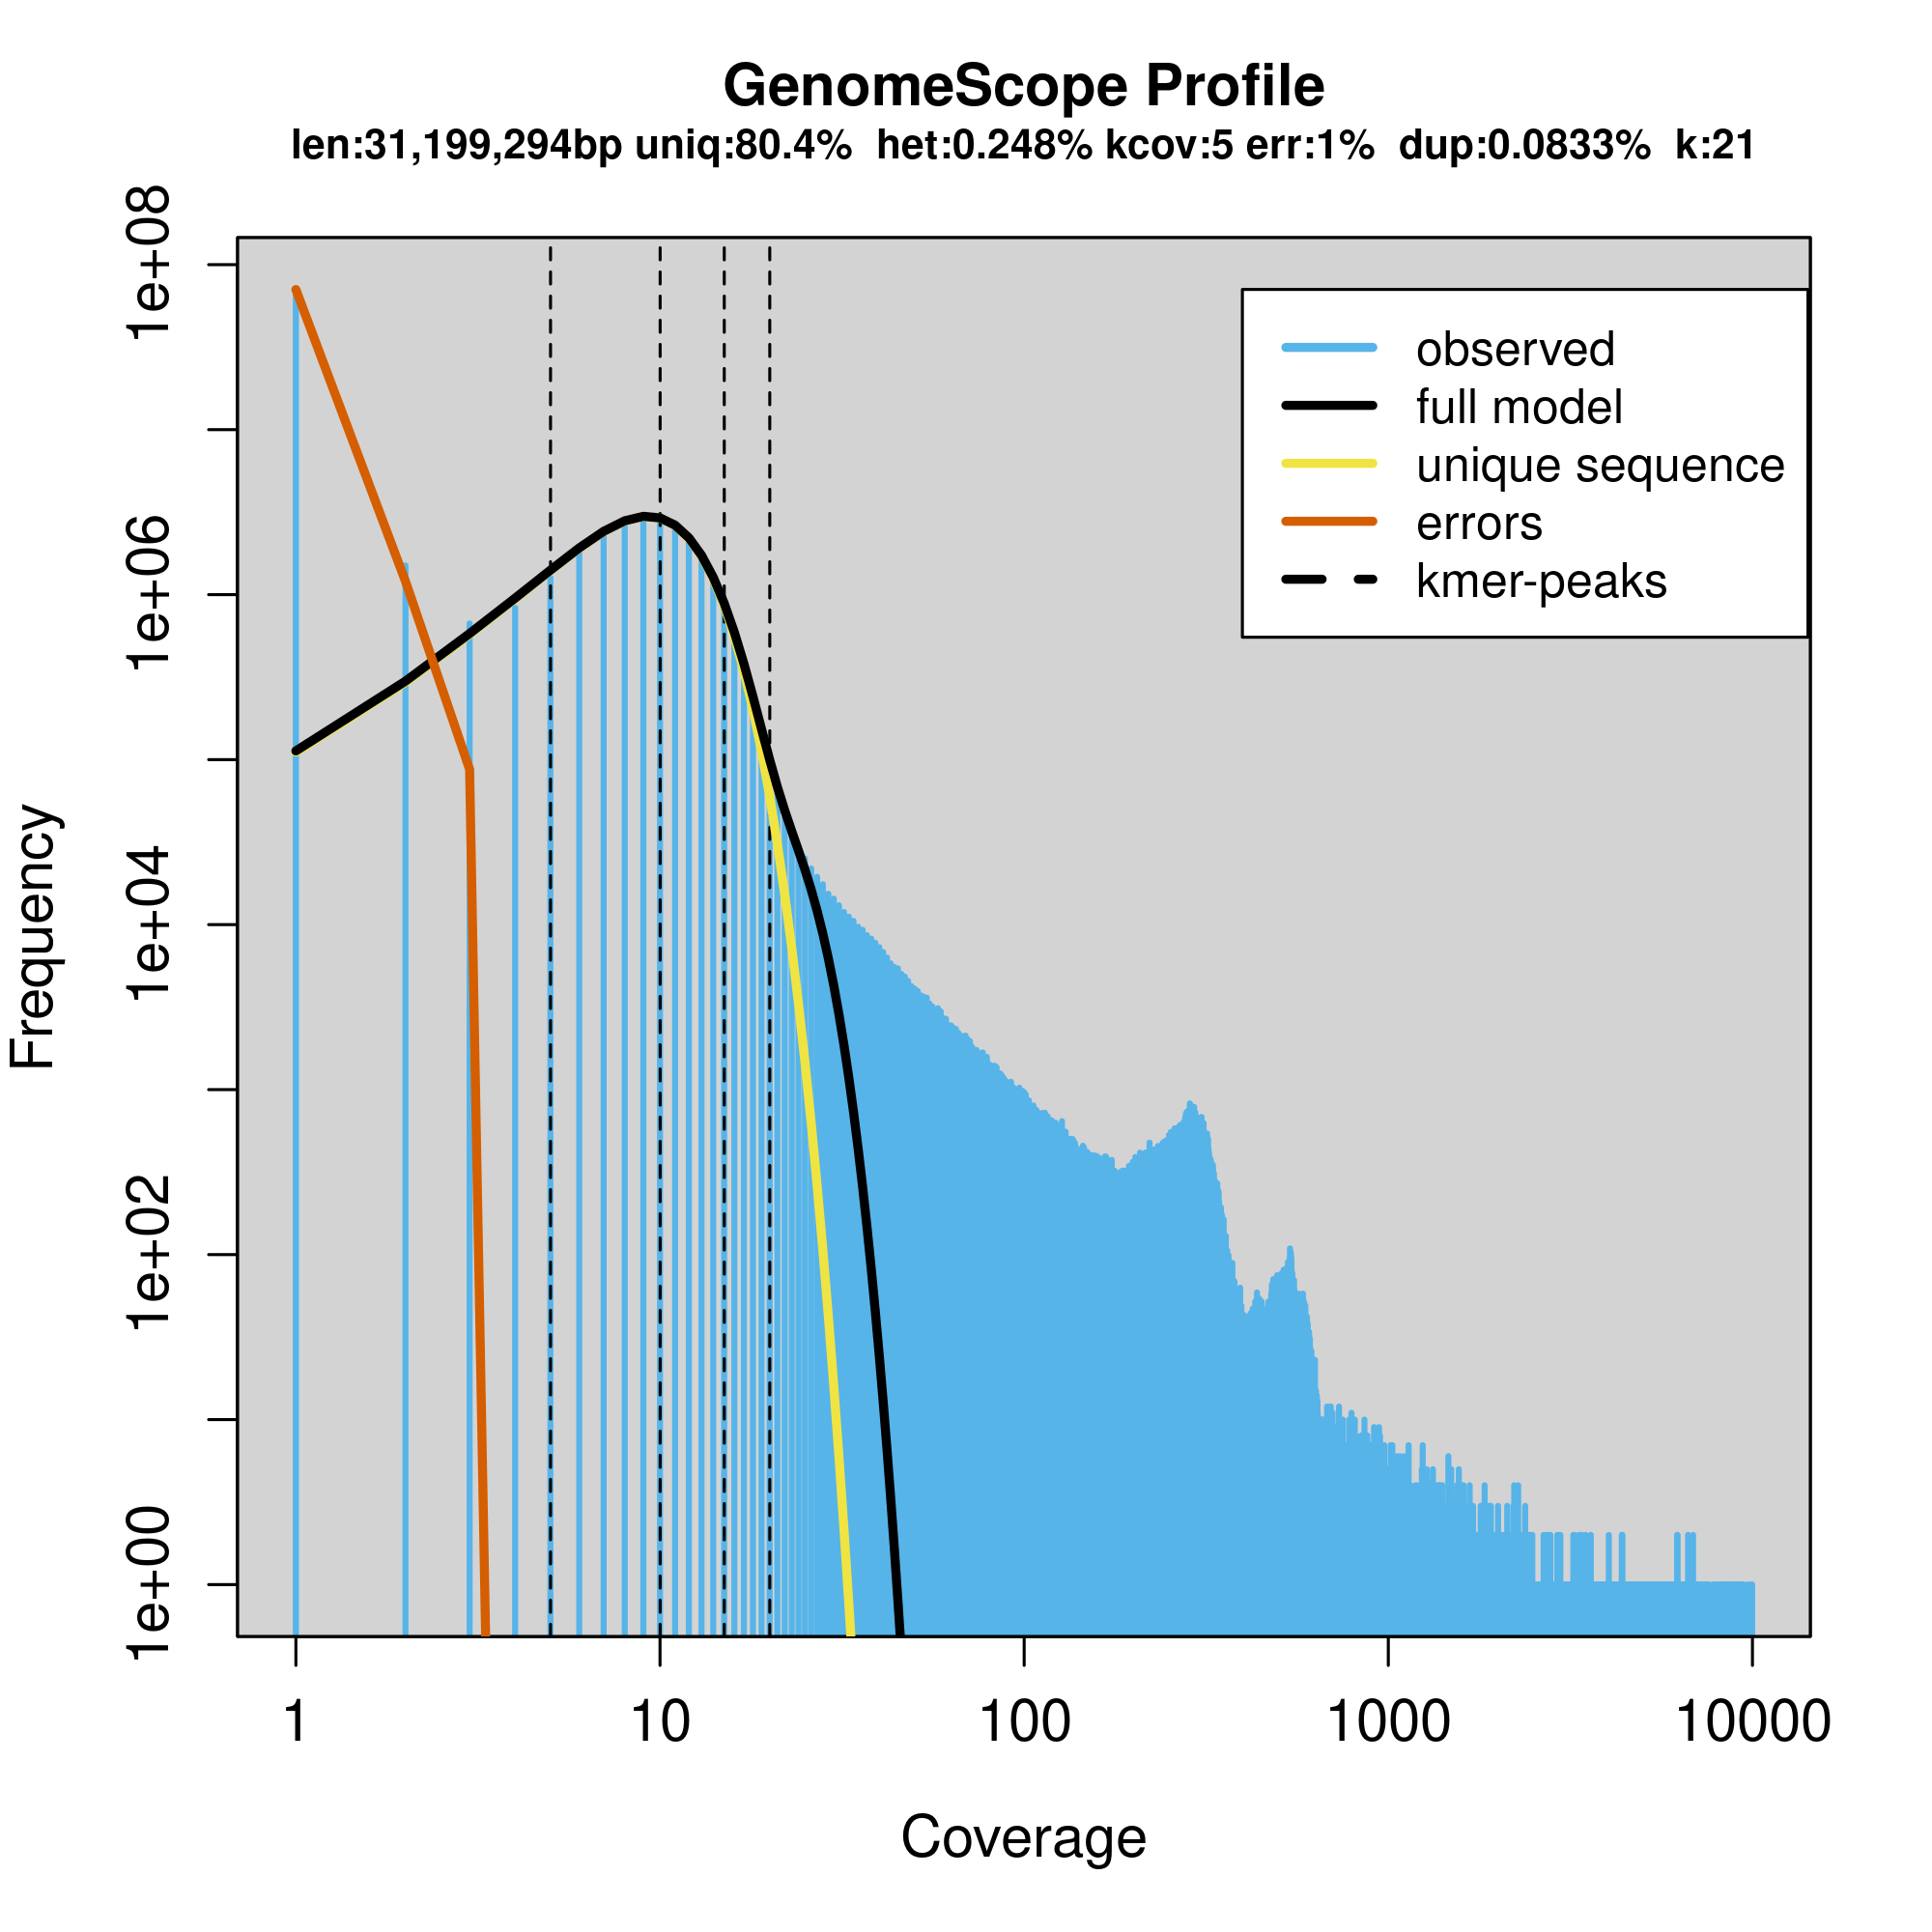 GenomeScope Profile
len:31,199,294bp uniq:80.4% het:0.248% kcov:5 err:1% dup:0.0833% k:21
1e+08
1e+06
1e+04
1e+02
1e+00
Frequency
observed
full model
unique sequence
errors
kmer-peaks
1 10 100 1000 10000
Coverage